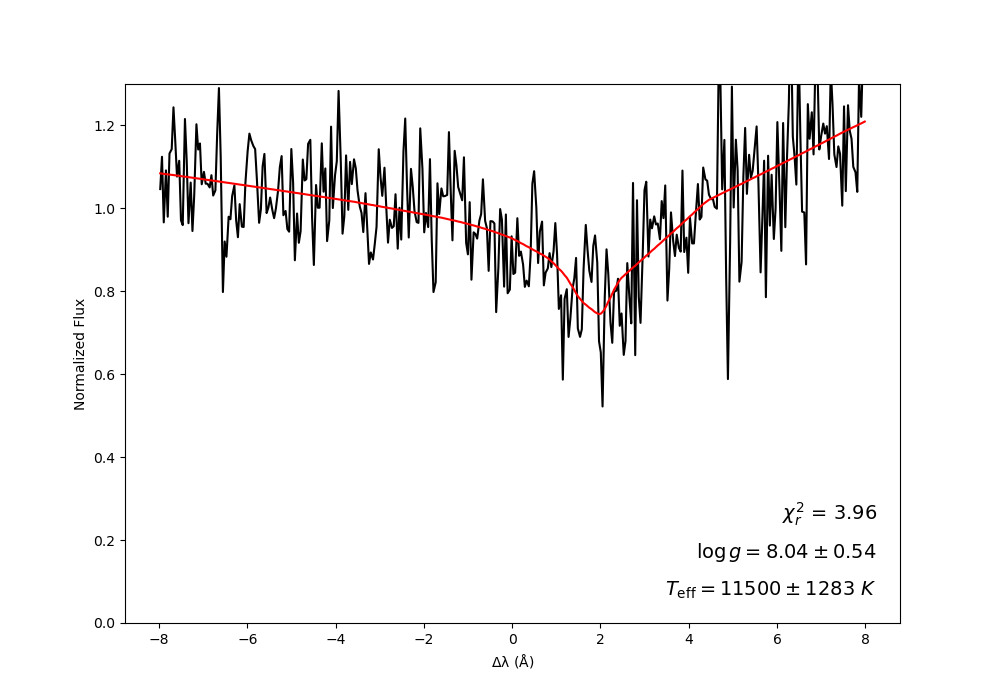 1.2
1.0
0.8
0.6
0.4
0.2
0.0
Normalized Flux
χ²ᵣ = 3.96
log g = 8.04 ± 0.54
T_eff = 11500 ± 1283 K
−8 −6 −4 −2 0 2 4 6 8
Δλ (Å)